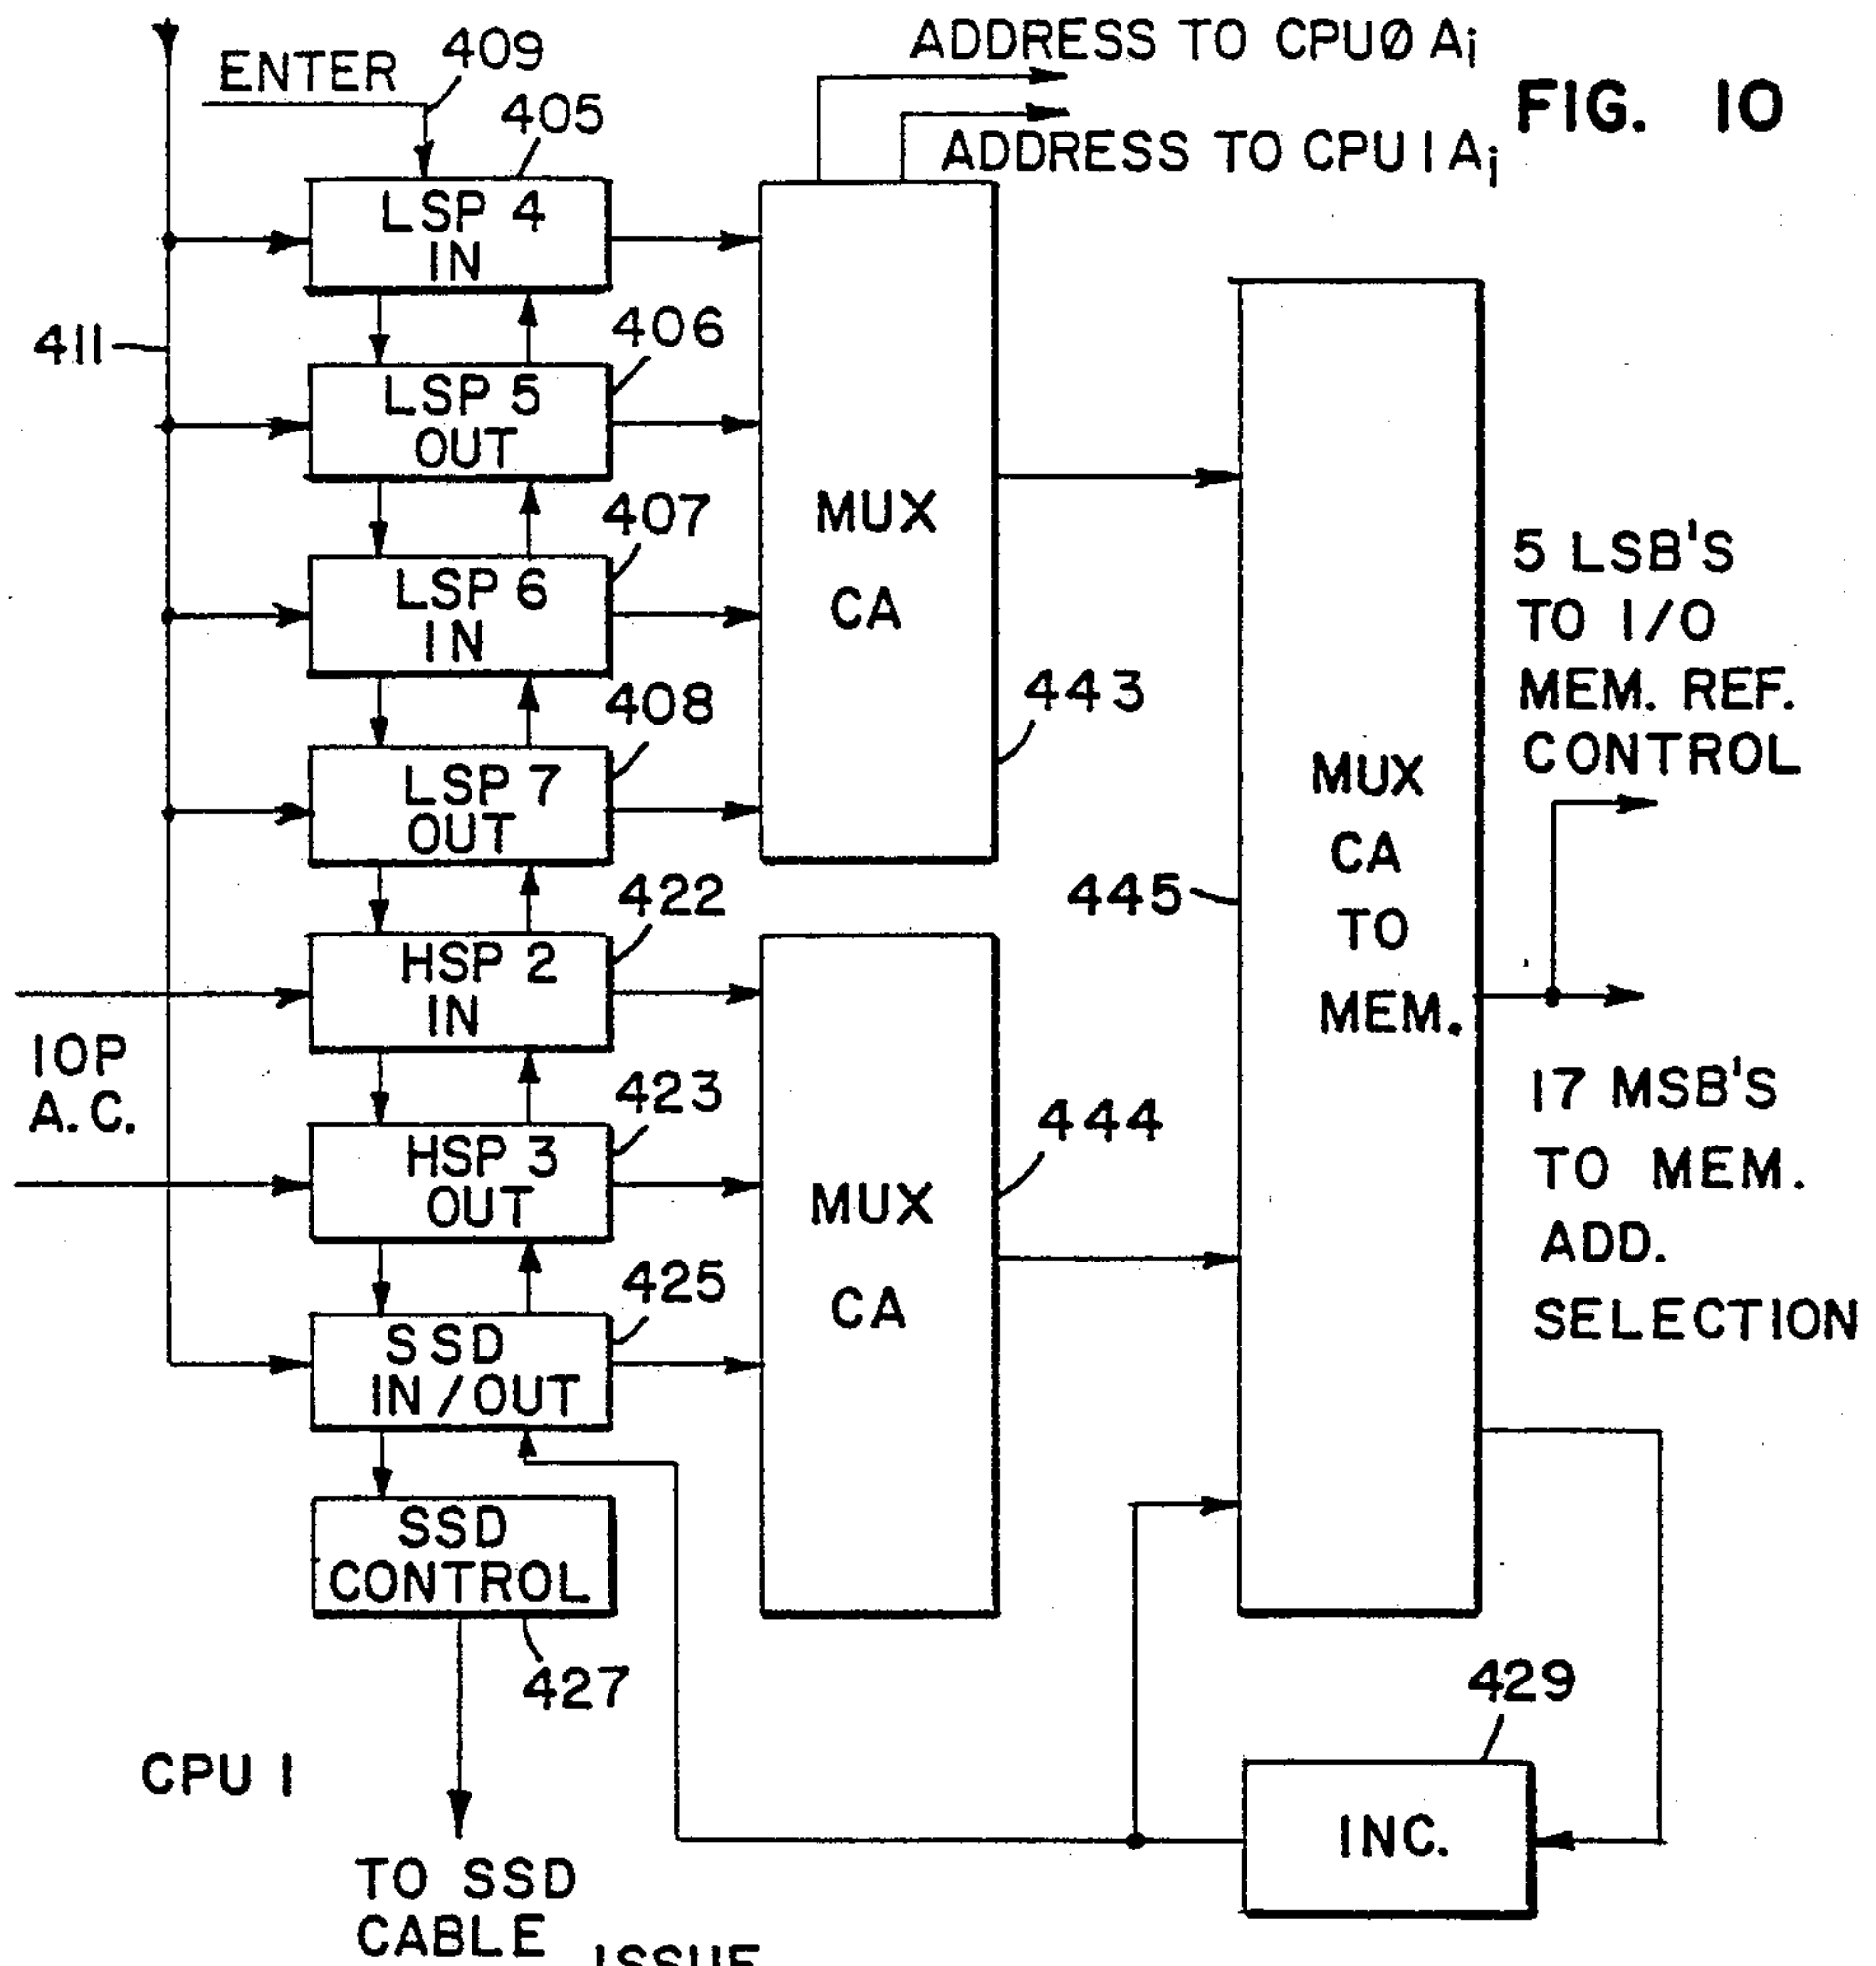 ADDRESS TO CPU0 Ai
ENTER
409
FIG. 10
405
ADDRESS TO CPU 1 Ai
LSP 4
IN
406
411
LSP 5
OUT
407
MUX
CA
5 LSB'S
TO I/O
MEM. REF.
CONTROL
LSP 6
IN
408
443
LSP 7
OUT
MUX
CA
TO
MEM.
422
445
HSP 2
IN
IOP
A.C.
423
444
17 MSB'S
TO MEM.
ADD.
SELECTION
HSP 3
OUT
MUX
CA
425
SSD
IN/OUT
SSD
CONTROL
427
429
CPU 1
INC.
TO SSD
CABLE
ISSUE